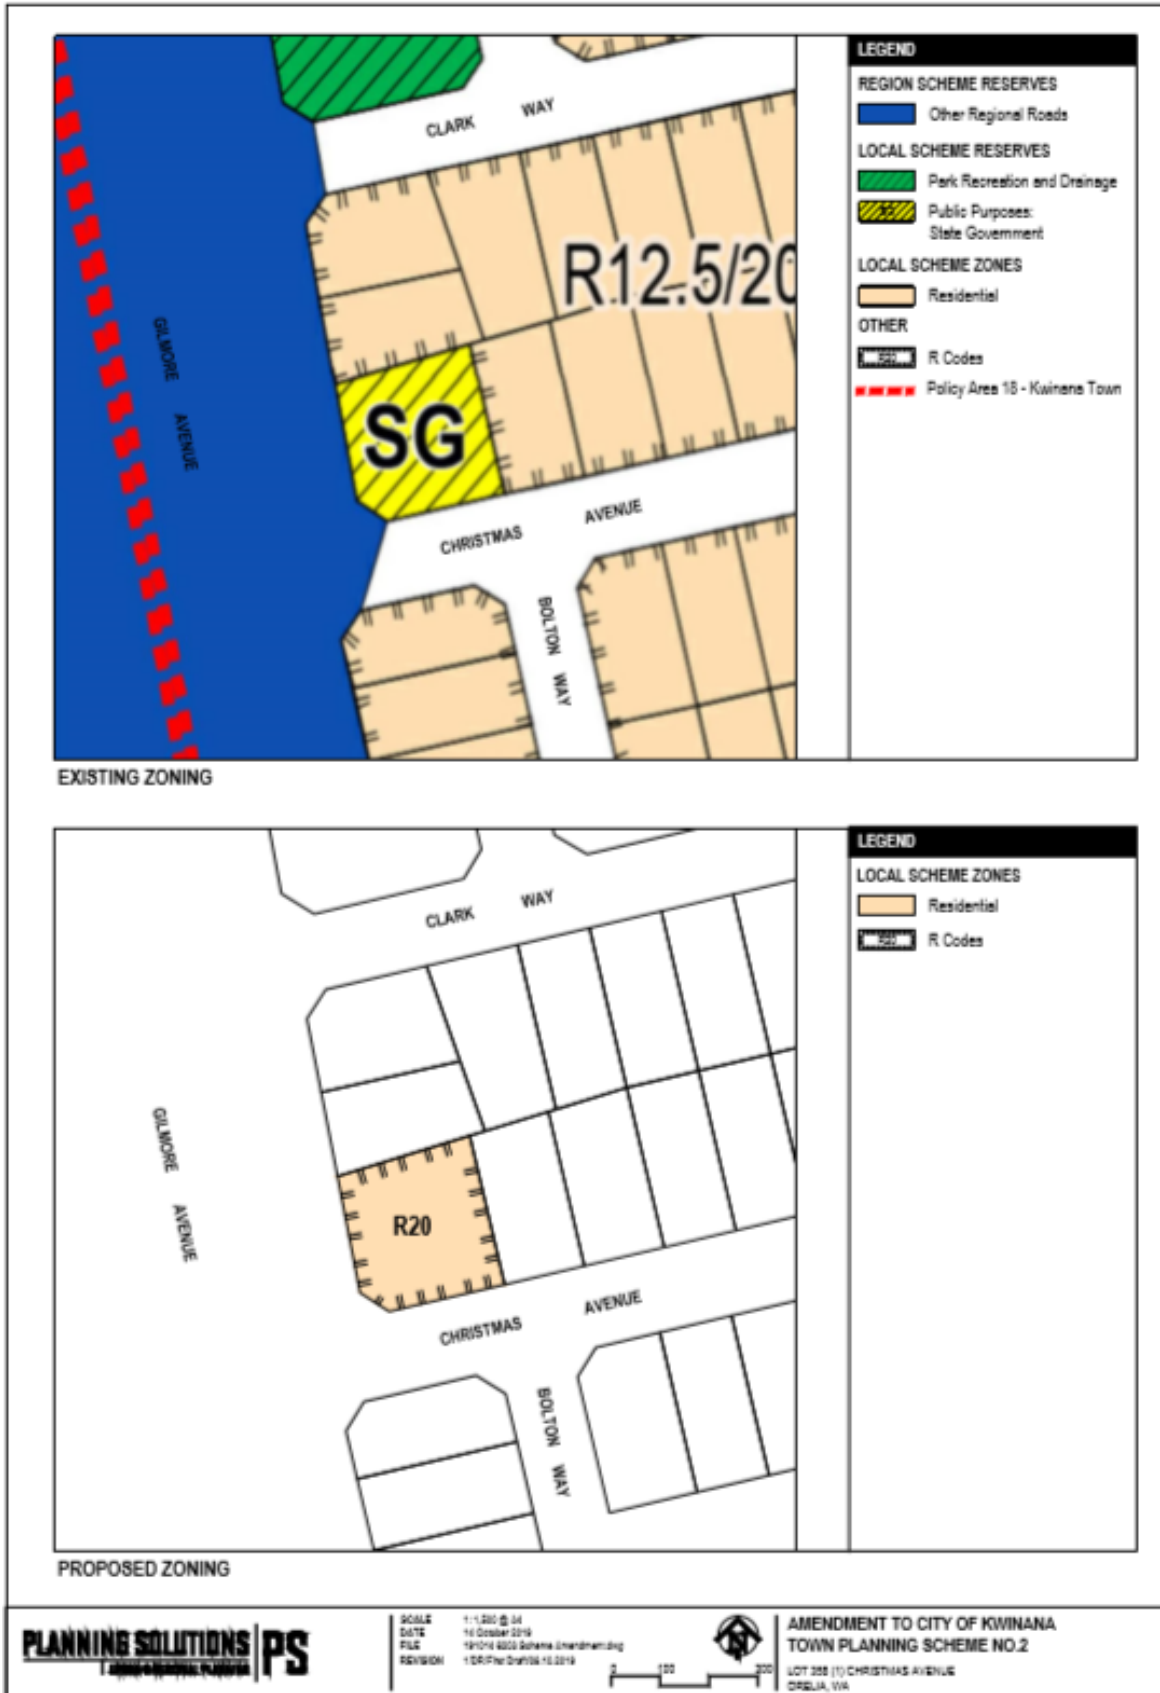 LEGEND
REGION SCHEME RESERVES
Other Regional Roads
LOCAL SCHEME RESERVES
Park Recreation and Drainage
Public Purposes:
State Government
LOCAL SCHEME ZONES
Residential
OTHER
R Codes
Policy Area 18 - Kwinana Town
CLARK WAY
R12.5/20
GILMORE AVENUE
SG
CHRISTMAS AVENUE
BOLTON WAY
EXISTING ZONING
LEGEND
LOCAL SCHEME ZONES
Residential
R Codes
CLARK WAY
GILMORE AVENUE
R20
CHRISTMAS AVENUE
BOLTON WAY
PROPOSED ZONING
PLANNING SOLUTIONS PS
SCALE
DATE 14 October 2019
FILE
REVISION
AMENDMENT TO CITY OF KWINANA
TOWN PLANNING SCHEME NO.2
(1) CHRISTMAS AVENUE
ORELIA, WA